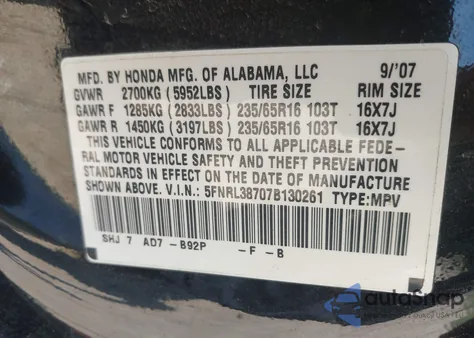 MFD. BY HONDA MFG. OF ALABAMA, LLC 9/'07
GVWR 2700KG (5952LBS) TIRE SIZE RIM SIZE
GAWR F 1285KG (2833LBS) 235/65R16 103T 16X7J
GAWR R 1450KG (3197LBS) 235/65R16 103T 16X7J
THIS VEHICLE CONFORMS TO ALL APPLICABLE FEDE-
RAL MOTOR VEHICLE SAFETY AND THEFT PREVENTION
STANDARDS IN EFFECT ON THE DATE OF MANUFACTURE
SHOWN ABOVE. V.I.N.: 5FNRL38707B130261 TYPE:MPV
SHJ 7 AD7 -B92P -F -B
autosnap